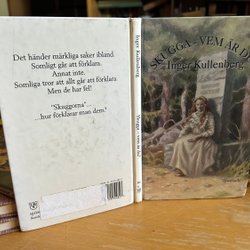 Det händer märkliga saker ibland.
Somligt går att förklara.
Annat inte.
Somliga tror att allt går att förklara
Men de har fel!
"Skuggorna"...
...hur förklarar man dem?
Inger Kullenberg
Skugga - vem är du?
SKUGGA - VEM ÄR D
Inger Kullenberg